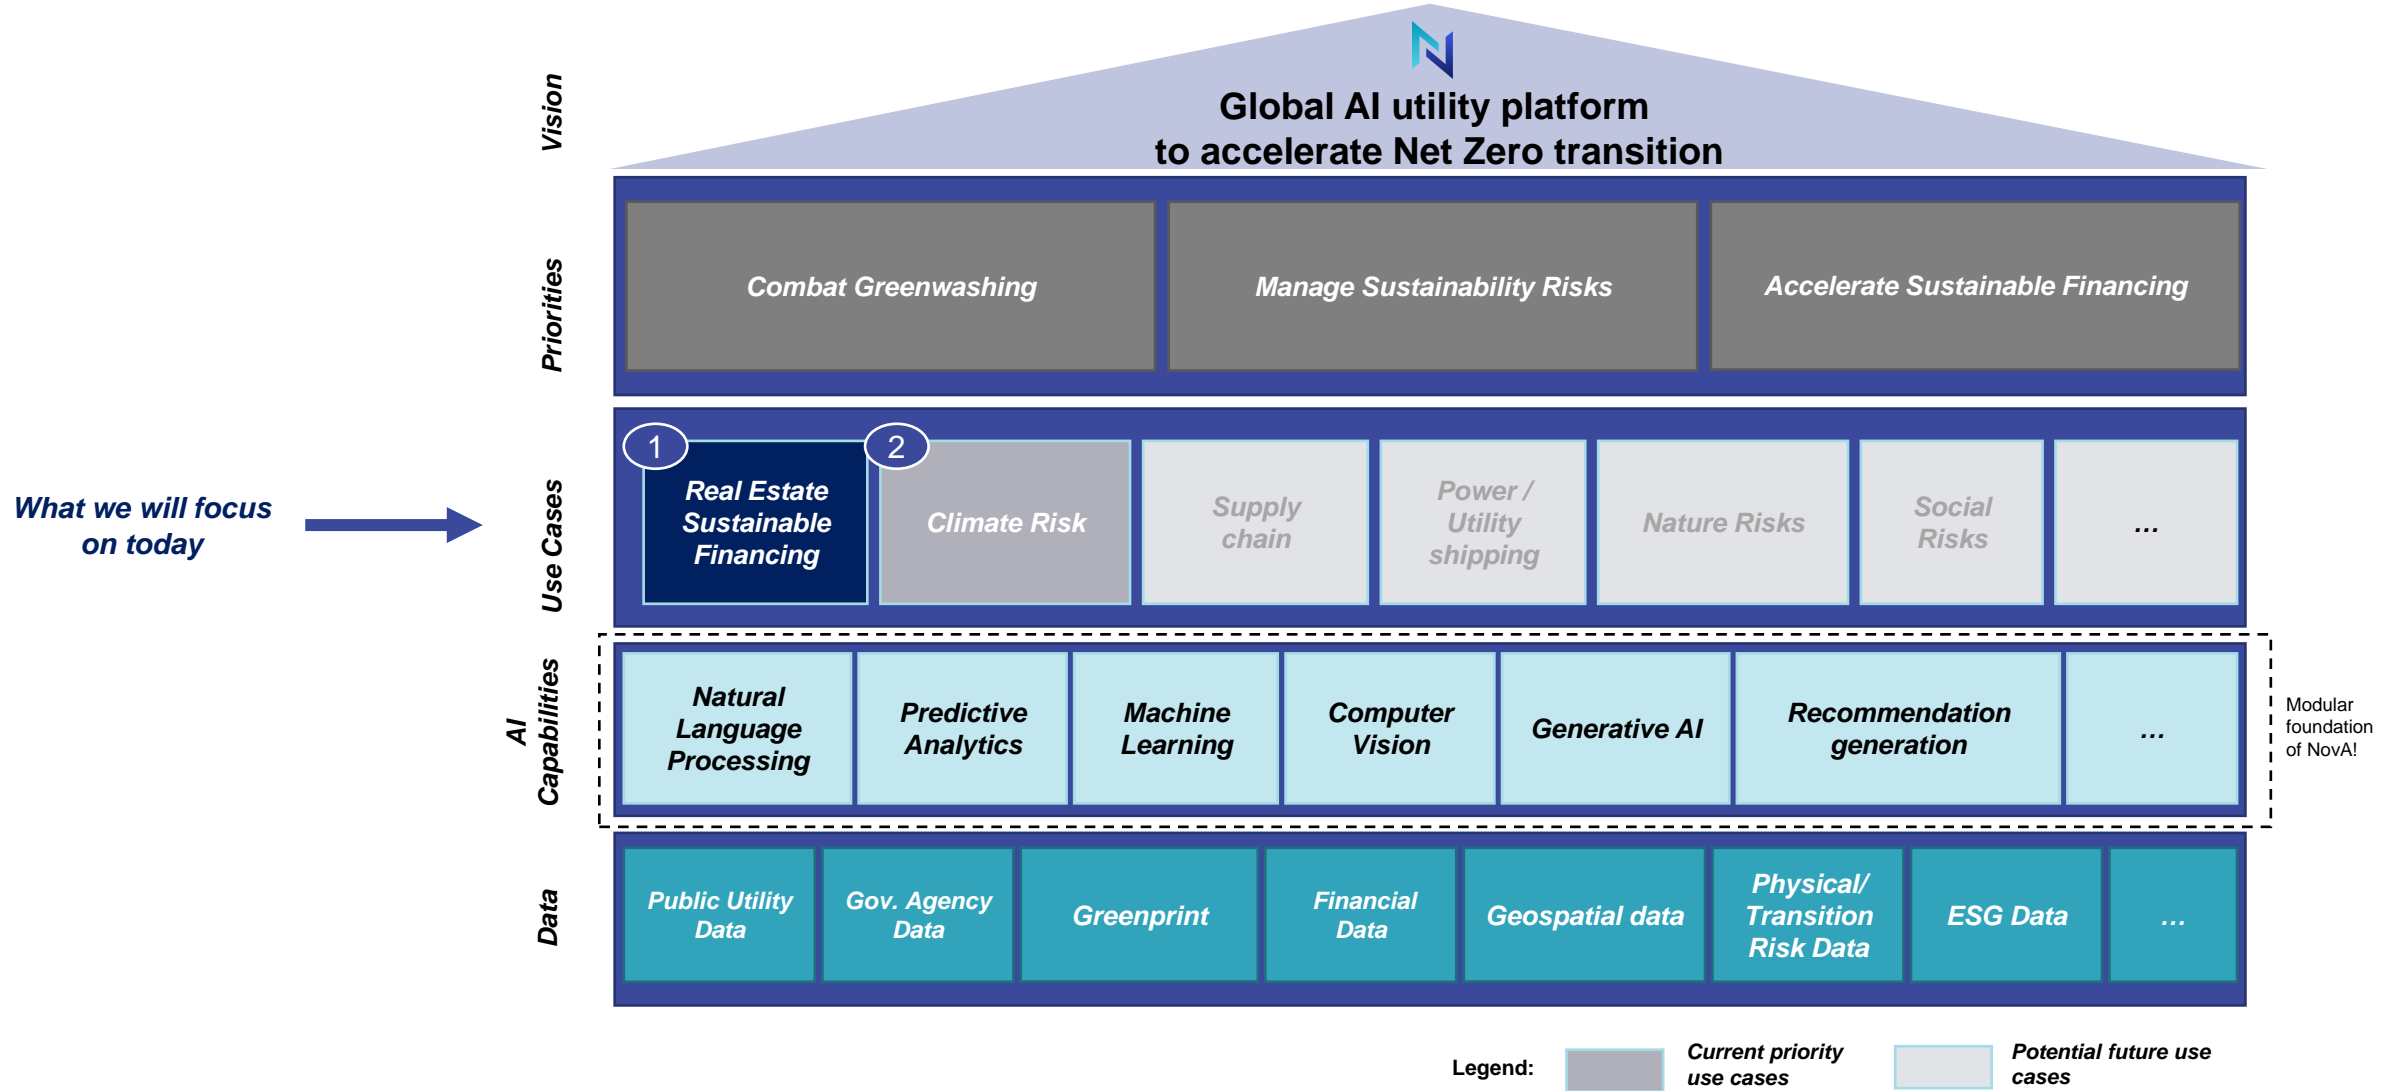 Vision
Global AI utility platform
to accelerate Net Zero transition
Priorities
Combat Greenwashing
Manage Sustainability Risks
Accelerate Sustainable Financing
What we will focus
on today
Use Cases
1
Real Estate
Sustainable
Financing
2
Climate Risk
Supply
chain
Power /
Utility
shipping
Nature Risks
Social
Risks
...
AI
Capabilities
Natural
Language
Processing
Predictive
Analytics
Machine
Learning
Computer
Vision
Generative AI
Recommendation
generation
...
Modular
foundation
of NovA!
Data
Public Utility
Data
Gov. Agency
Data
Greenprint
Financial
Data
Geospatial data
Physical/
Transition
Risk Data
ESG Data
...
Legend:
Current priority
use cases
Potential future use
cases